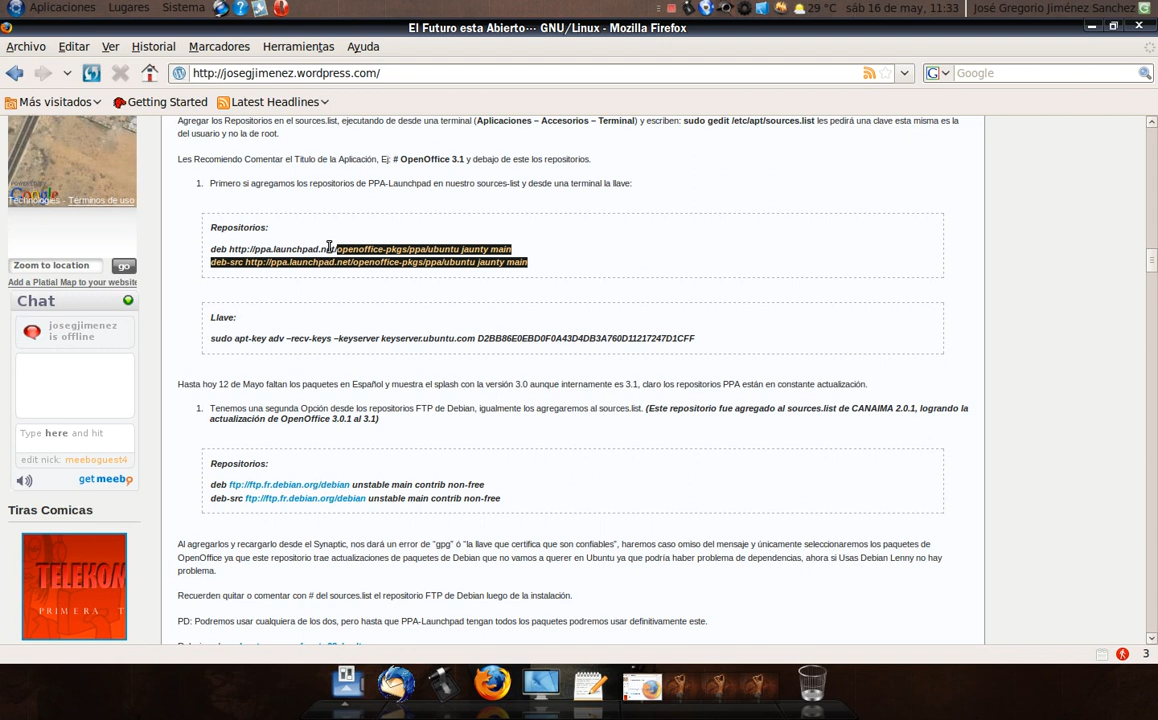 Aplicaciones Lugares Sistema 29 °C sáb 16 de may, 11:33 José Gregorio Jiménez Sanchez
El Futuro esta Abierto··· GNU/Linux - Mozilla Firefox
Archivo Editar Ver Historial Marcadores Herramientas Ayuda
http://josegjimenez.wordpress.com/ Google
Más visitados Getting Started Latest Headlines
Agregar los Repositorios en el sources.list, ejecutando de desde una terminal (Aplicaciones – Accesorios – Terminal) y escriben: sudo gedit /etc/apt/sources.list les pedirá una clave esta misma es la
del usuario y no la de root.
Les Recomiendo Comentar el Titulo de la Aplicación, Ej: # OpenOffice 3.1 y debajo de este los repositorios.
1. Primero si agregamos los repositorios de PPA-Launchpad en nuestro sources-list y desde una terminal la llave:
Repositorios:
deb http://ppa.launchpad.net/openoffice-pkgs/ppa/ubuntu jaunty main
deb-src http://ppa.launchpad.net/openoffice-pkgs/ppa/ubuntu jaunty main
Llave:
sudo apt-key adv –recv-keys –keyserver keyserver.ubuntu.com D2BB86E0EBD0F0A43D4DB3A760D11217247D1CFF
Hasta hoy 12 de Mayo faltan los paquetes en Español y muestra el splash con la versión 3.0 aunque internamente es 3.1, claro los repositorios PPA están en constante actualización.
1. Tenemos una segunda Opción desde los repositorios FTP de Debian, igualmente los agregaremos al sources.list. (Este repositorio fue agregado al sources.list de CANAIMA 2.0.1, logrando la
actualización de OpenOffice 3.0.1 al 3.1)
Repositorios:
deb ftp://ftp.fr.debian.org/debian unstable main contrib non-free
deb-src ftp://ftp.fr.debian.org/debian unstable main contrib non-free
Al agregarlos y recargarlo desde el Synaptic, nos dará un error de “gpg” ó “la llave que certifica que son confiables”, haremos caso omiso del mensaje y únicamente seleccionaremos los paquetes de
OpenOffice ya que este repositorio trae actualizaciones de paquetes de Debian que no vamos a querer en Ubuntu ya que podría haber problema de dependencias, ahora si Usas Debian Lenny no hay
problema.
Recuerden quitar o comentar con # del sources.list el repositorio FTP de Debian luego de la instalación.
PD: Podremos usar cualquiera de los dos, pero hasta que PPA-Launchpad tengan todos los paquetes podremos usar definitivamente este.
POWERED BY
Google
Technologies - Términos de uso
Zoom to location go
Add a Platial Map to your website
Chat
josegjimenez
is offline
Type here and hit
edit nick: meeboguest4
get meebo
Tiras Comicas
TELEKOM
PRIMERA T
3